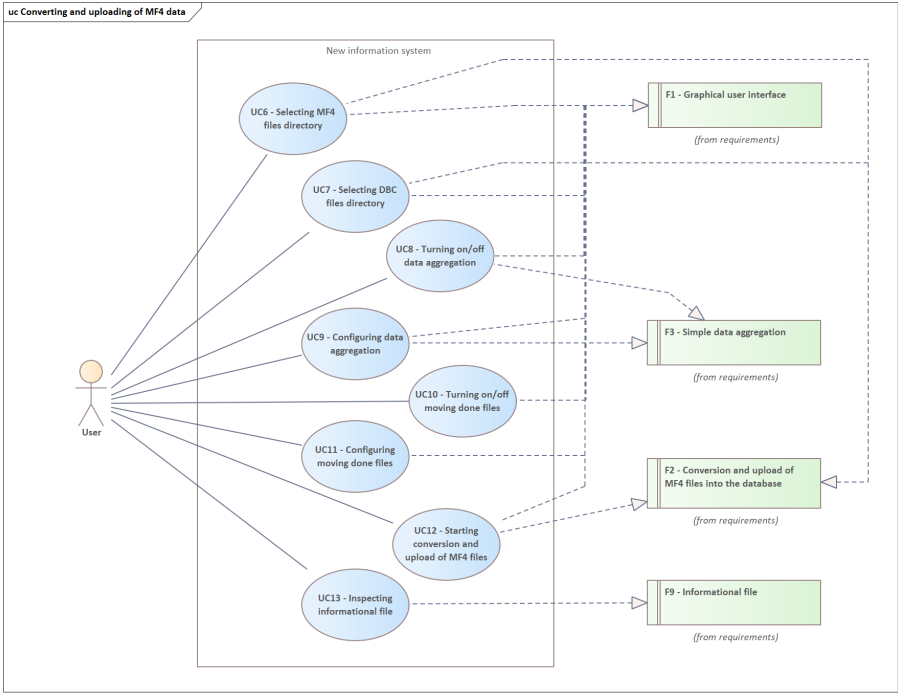 uc Converting and uploading of MF4 data
New information system
UC6 - Selecting MF4
files directory
F1 - Graphical user interface
(from requirements)
UC7 - Selecting DBC
files directory
UC8 - Turning on/off
data aggregation
UC9 - Configuring data
aggregation
F3 - Simple data aggregation
(from requirements)
UC10 - Turning on/off
moving done files
User
UC11 - Configuring
moving done files
F2 - Conversion and upload of
MF4 files into the database
(from requirements)
UC12 - Starting
conversion and
upload of MF4 files
UC13 - Inspecting
informational file
F9 - Informational file
(from requirements)